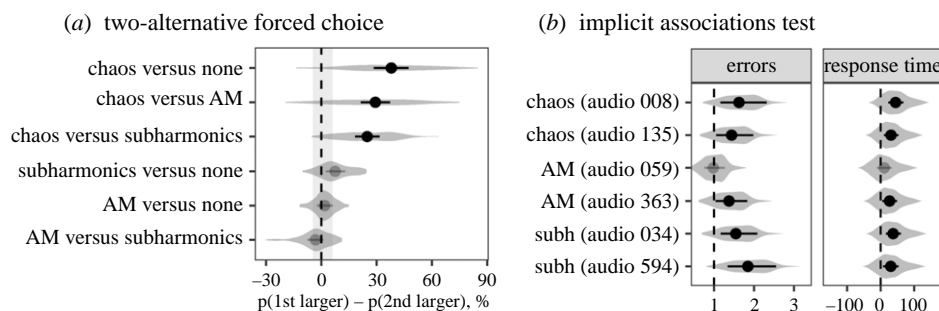 (a) two-alternative forced choice
chaos versus none
chaos versus AM
chaos versus subharmonics
subharmonics versus none
AM versus none
AM versus subharmonics
−30 0 30 60 90
p(1st larger) – p(2nd larger), %
(b) implicit associations test
errors response time
chaos (audio 008)
chaos (audio 135)
AM (audio 059)
AM (audio 363)
subh (audio 034)
subh (audio 594)
1 2 3 −100 0 100